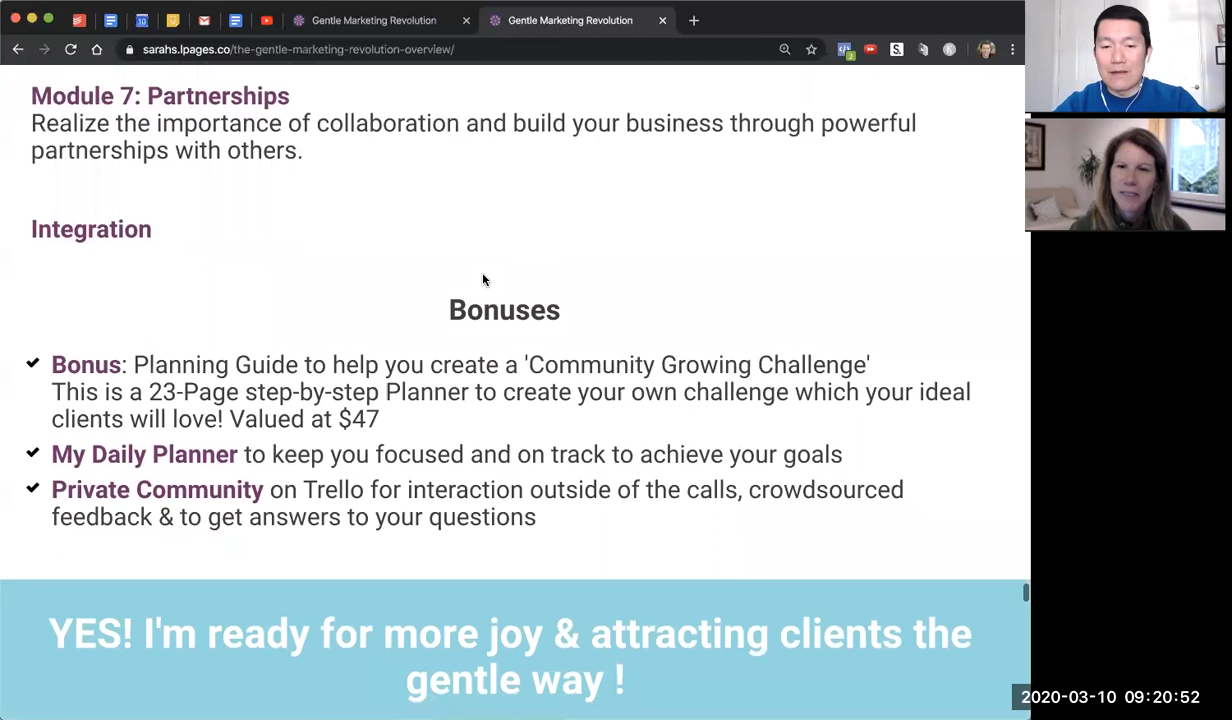 Gentle Marketing Revolution
Gentle Marketing Revolution
sarahs.lpages.co/the-gentle-marketing-revolution-overview/
Module 7: Partnerships
Realize the importance of collaboration and build your business through powerful
partnerships with others.
Integration
Bonuses
Bonus: Planning Guide to help you create a 'Community Growing Challenge'
This is a 23-Page step-by-step Planner to create your own challenge which your ideal
clients will love! Valued at $47
My Daily Planner to keep you focused and on track to achieve your goals
Private Community on Trello for interaction outside of the calls, crowdsourced
feedback & to get answers to your questions
YES! I'm ready for more joy & attracting clients the
gentle way !
2020-03-10 09:20:52